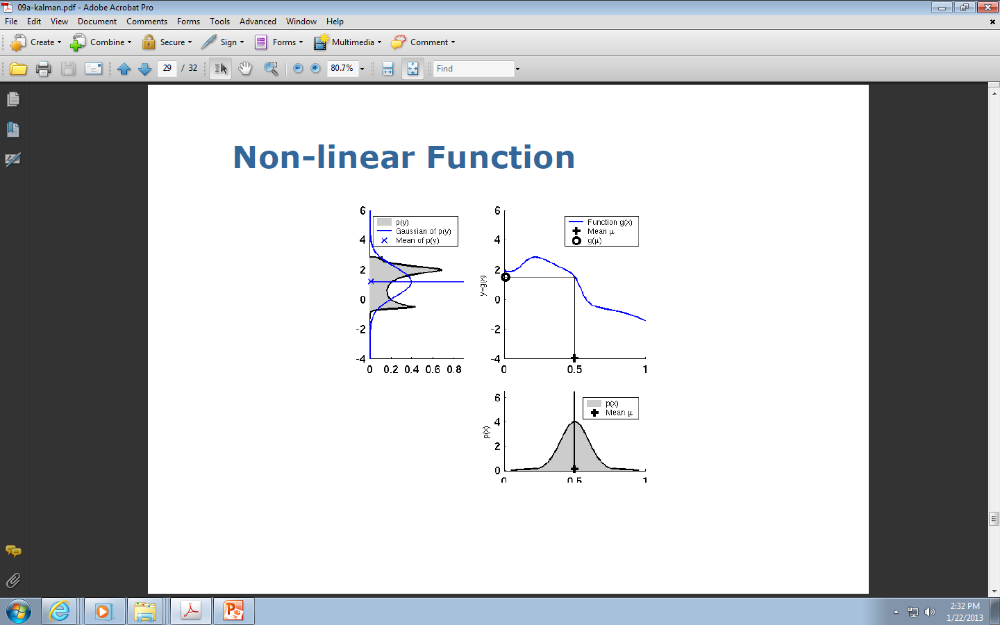 09a-kalman.pdf - Adobe Acrobat Pro
File Edit View Document Comments Forms Tools Advanced Window Help
Create Combine Secure Sign Forms Multimedia Comment
29 / 32 80.7% Find
Non-linear Function
6
4
2
0
-2
-4
0 0.2 0.4 0.6 0.8
p(y)
Gaussian of p(y)
Mean of p(y)
y=g(x)
6
4
2
0
-2
-4
0 0.5 1
Function g(x)
Mean μ
g(μ)
p(x)
6
4
2
0
0 0.5 1
p(x)
Mean μ
2:32 PM
1/22/2013